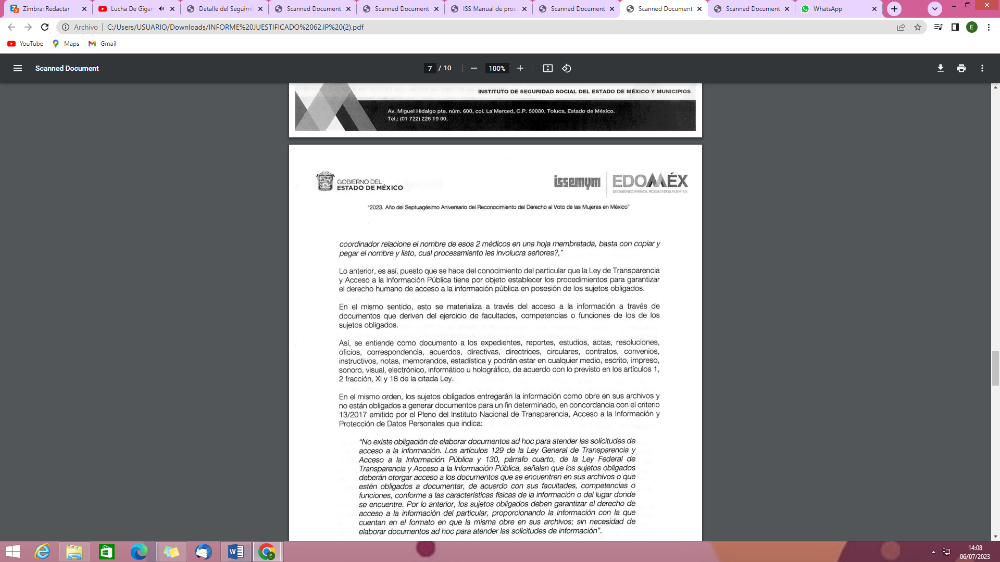 Zimbra: Redactar
Lucha De Gigan
Detalle del Seguimi
Scanned Document
Scanned Document
ISS Manual de proc
Scanned Document
Scanned Document
Scanned Document
WhatsApp
Archivo
C:/Users/USUARIO/Downloads/INFORME%20JUESTIFICADO%2062.IP%20(2).pdf
E
YouTube
Maps
Gmail
Scanned Document
7 / 10
100%
INSTITUTO DE SEGURIDAD SOCIAL DEL ESTADO DE MÉXICO Y MUNICIPIOS
Av. Miguel Hidalgo pte. núm. 600, col. La Merced, C.P. 50080, Toluca, Estado de México.
Tel.: (01 722) 226 19 00.
GOBIERNO DEL
ESTADO DE MÉXICO
issemym
EDOMÉX
DECISIONES FIRMES, RESULTADOS FUERTES.
"2023. Año del Septuagésimo Aniversario del Reconocimiento del Derecho al Voto de las Mujeres en México"
coordinador relacione el nombre de esos 2 médicos en una hoja membretada, basta con copiar y
pegar el nombre y listo, cual procesamiento les involucra señores?,"
Lo anterior, es así, puesto que se hace del conocimiento del particular que la Ley de Transparencia
y Acceso a la Información Pública tiene por objeto establecer los procedimientos para garantizar
el derecho humano de acceso a la información pública en posesión de los sujetos obligados.
En el mismo sentido, esto se materializa a través del acceso a la información a través de
documentos que deriven del ejercicio de facultades, competencias o funciones de los de los
sujetos obligados.
Así, se entiende como documento a los expedientes, reportes, estudios, actas, resoluciones,
oficios, correspondencia, acuerdos, directivas, directrices, circulares, contratos, convenios,
instructivos, notas, memorandos, estadística y podrán estar en cualquier medio, escrito, impreso,
sonoro, visual, electrónico, informático u holográfico, de acuerdo con lo previsto en los artículos 1,
2 fracción, XI y 18 de la citada Ley.
En el mismo orden, los sujetos obligados entregarán la información como obre en sus archivos y
no están obligados a generar documentos para un fin determinado, en concordancia con el criterio
13/2017 emitido por el Pleno del Instituto Nacional de Transparencia, Acceso a la Información y
Protección de Datos Personales que indica:
"No existe obligación de elaborar documentos ad hoc para atender las solicitudes de
acceso a la información. Los artículos 129 de la Ley General de Transparencia y
Acceso a la Información Pública y 130, párrafo cuarto, de la Ley Federal de
Transparencia y Acceso a la Información Pública, señalan que los sujetos obligados
deberán otorgar acceso a los documentos que se encuentren en sus archivos o que
estén obligados a documentar, de acuerdo con sus facultades, competencias o
funciones, conforme a las características físicas de la información o del lugar donde
se encuentre. Por lo anterior, los sujetos obligados deben garantizar el derecho de
acceso a la información del particular, proporcionando la información con la que
cuentan en el formato en que la misma obre en sus archivos; sin necesidad de
elaborar documentos ad hoc para atender las solicitudes de información".
14:08
06/07/2023